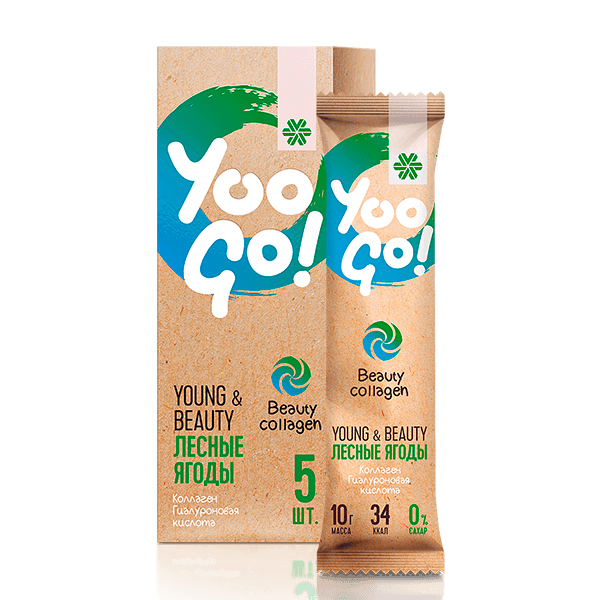 Yoo
Go!
Beauty
collagen
YOUNG &
BEAUTY
ЛЕСНЫЕ
ЯГОДЫ
Коллаген
Гиалуроновая
кислота
5
ШТ.
Yoo
Go!
Beauty
collagen
YOUNG & BEAUTY
ЛЕСНЫЕ ЯГОДЫ
Коллаген
Гиалуроновая
кислота
10г 34 0%
МАССА ККАЛ САХАР